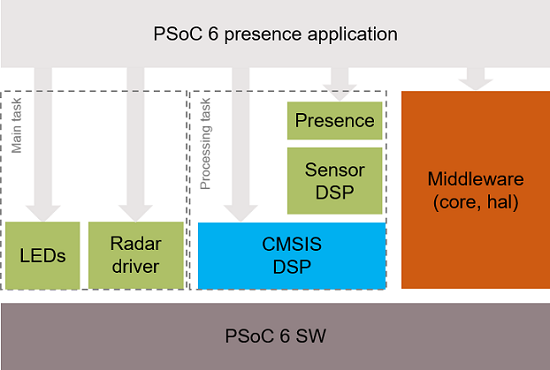 PSoC 6 presence application
Main task
Processing task
Presence
Sensor
DSP
Middleware
(core, hal)
LEDs
Radar
driver
CMSIS
DSP
PSoC 6 SW